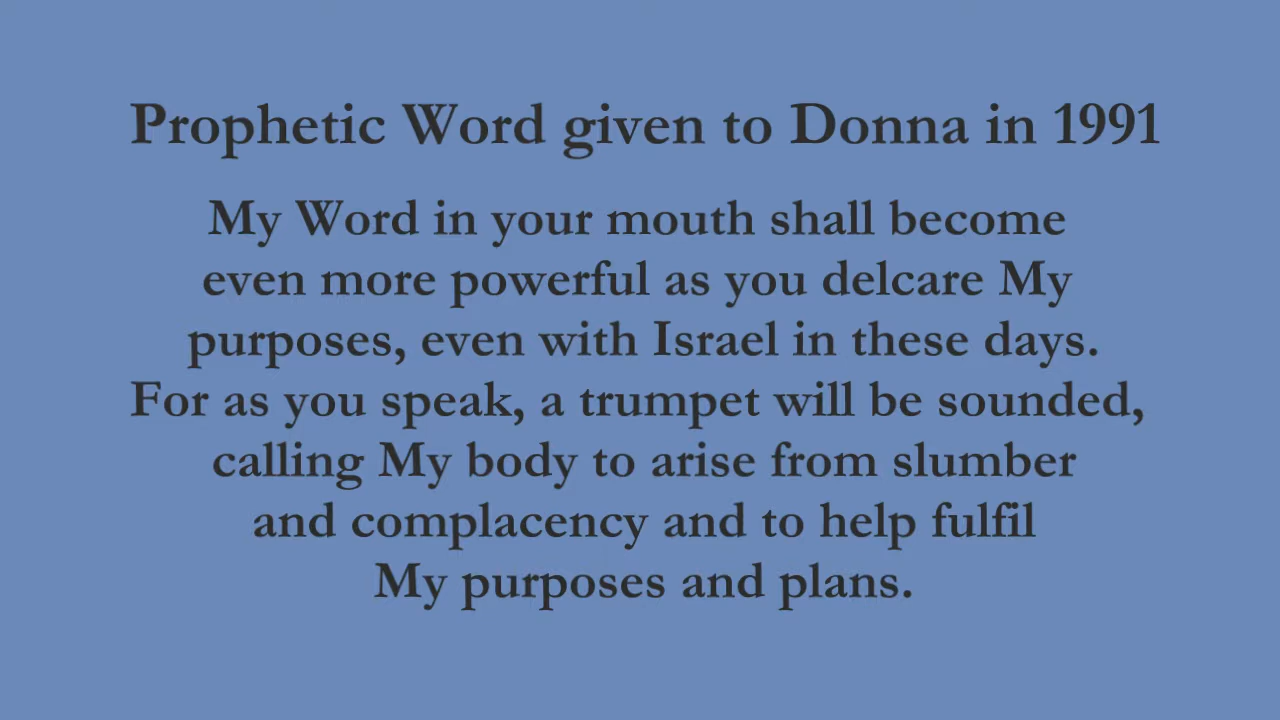 Prophetic Word given to Donna in 1991
My Word in your mouth shall become
even more powerful as you delcare My
purposes, even with Israel in these days.
For as you speak, a trumpet will be sounded,
calling My body to arise from slumber
and complacency and to help fulfil
My purposes and plans.